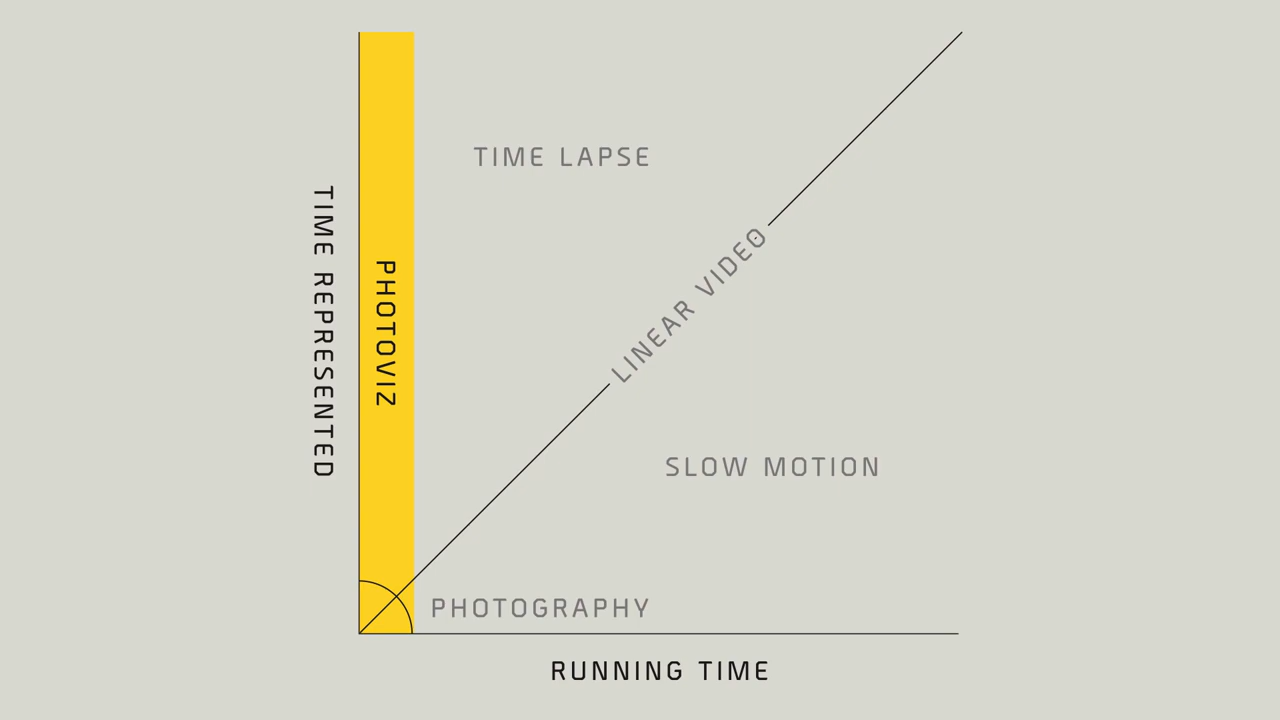 TIME LAPSE
TIME REPRESENTED
PHOTOVIZ
LINEAR VIDEO
SLOW MOTION
PHOTOGRAPHY
RUNNING TIME